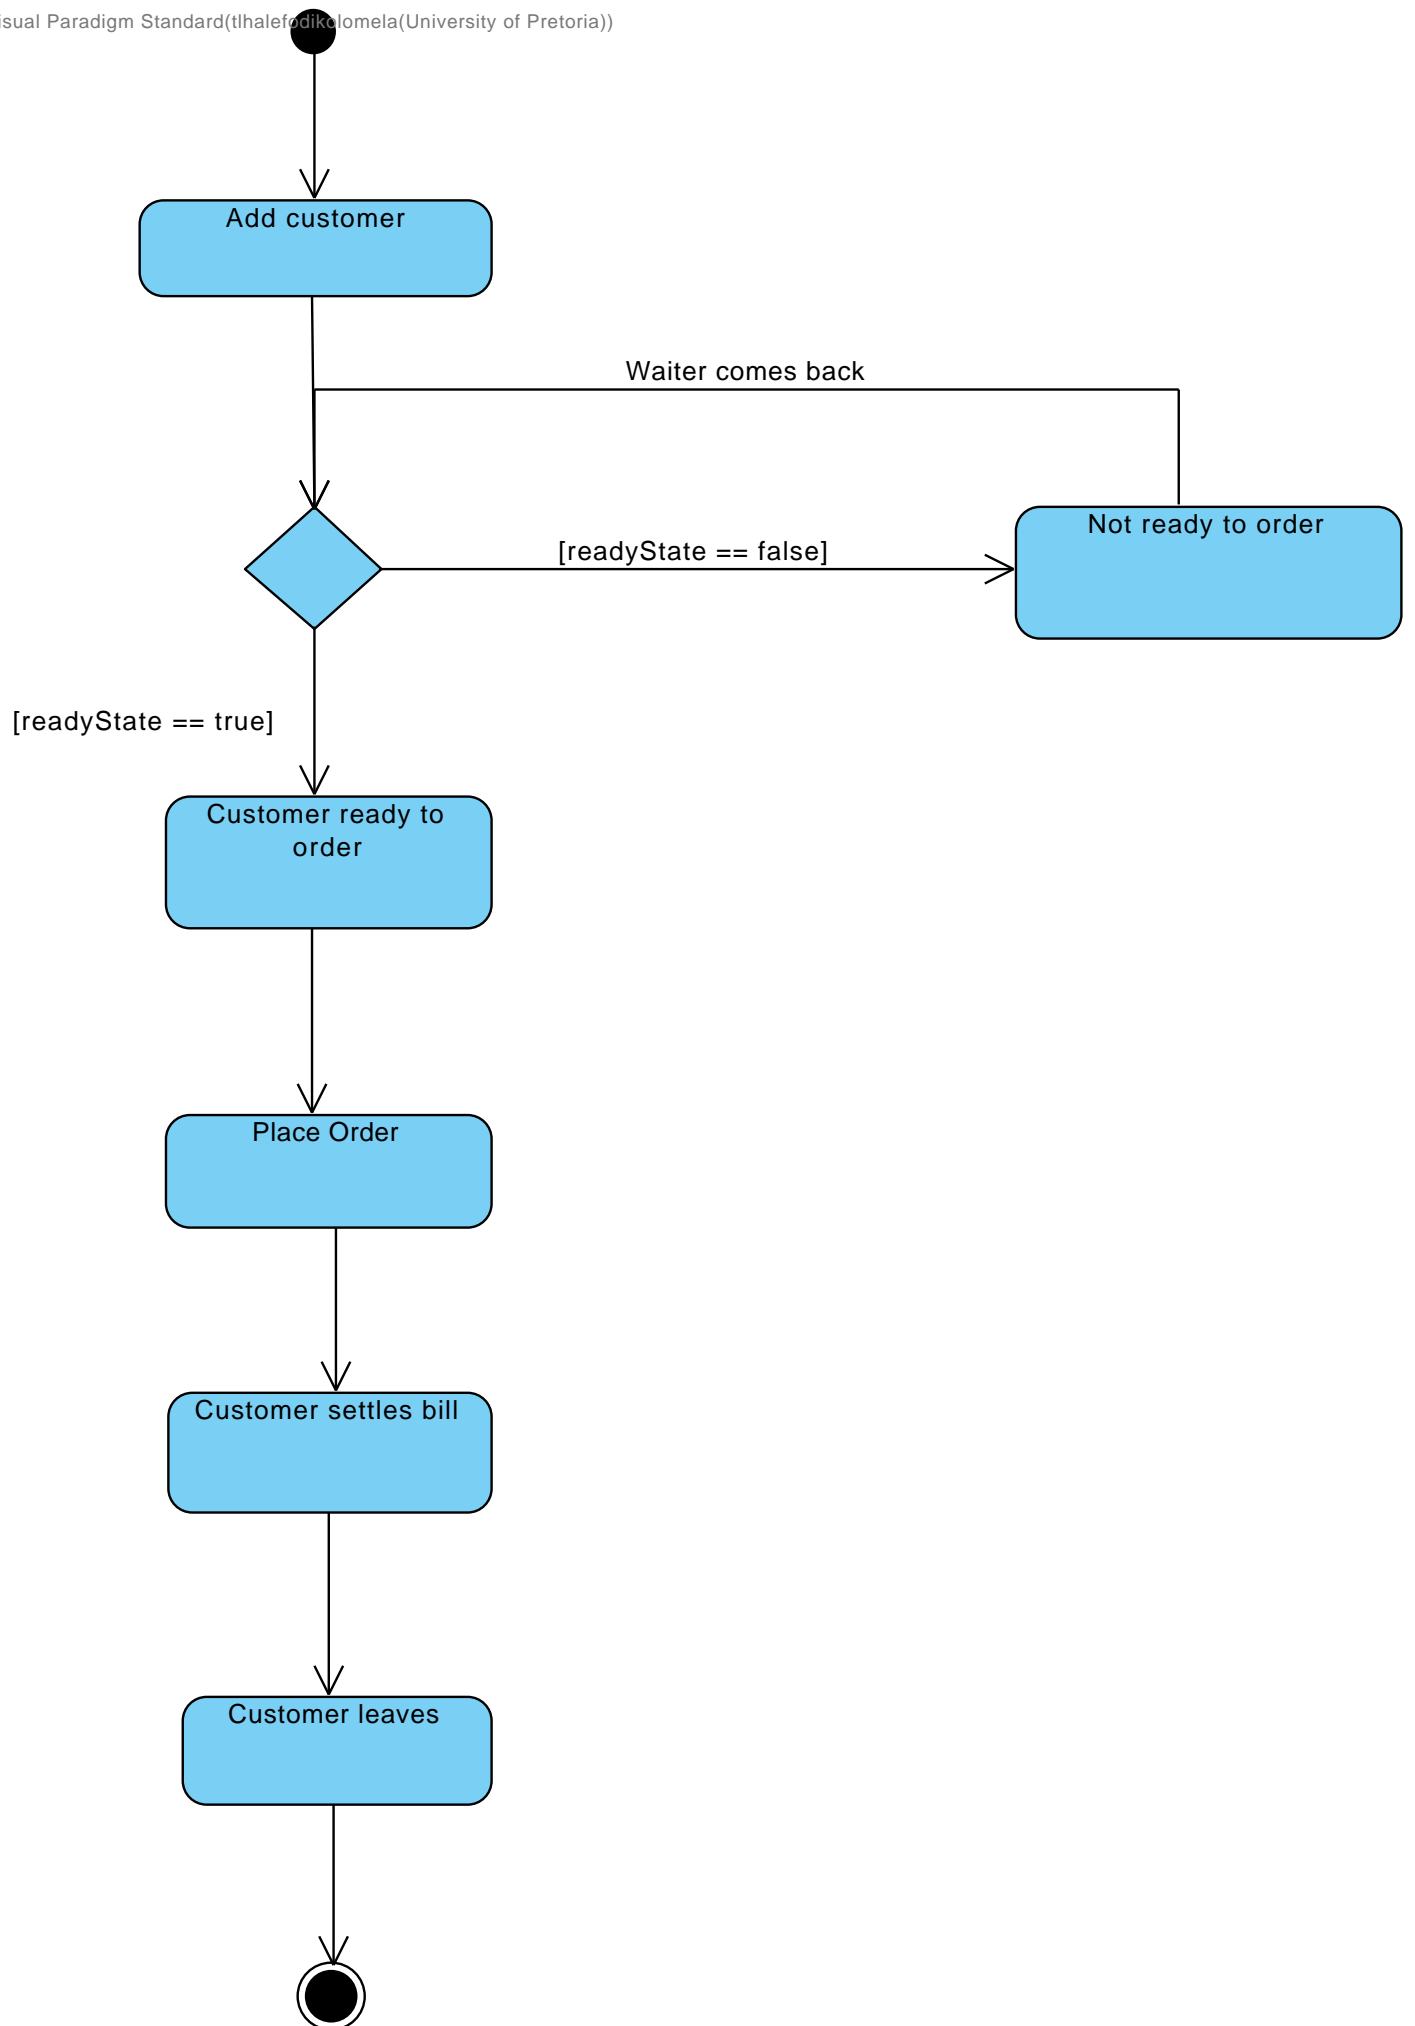 isual Paradigm Standard(tlhalefodikolomela(University of Pretoria))
Add customer
Waiter comes back
[readyState == false]
Not ready to order
[readyState == true]
Customer ready to
order
Place Order
Customer settles bill
Customer leaves